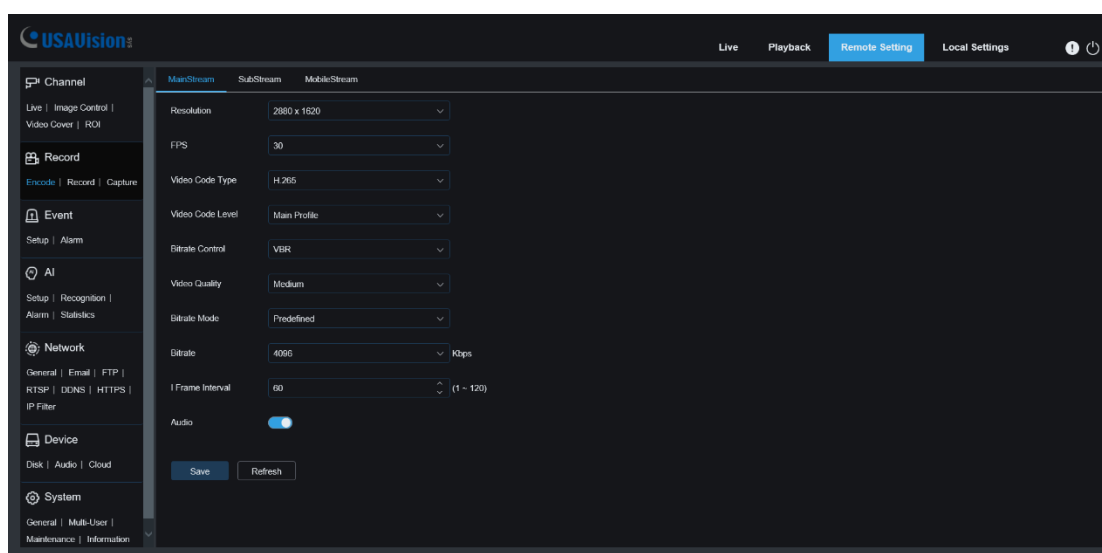 USAVision
Live Playback Remote Setting Local Settings
Channel
Live | Image Control |
Video Cover | ROI
Record
Encode | Record | Capture
Event
Setup | Alarm
AI
Setup | Recognition |
Alarm | Statistics
Network
General | Email | FTP |
RTSP | DDNS | HTTPS |
IP Filter
Device
Disk | Audio | Cloud
System
General | Multi-User |
Maintenance | Information
MainStream SubStream MobileStream
Resolution 2880 x 1620
FPS 30
Video Code Type H.265
Video Code Level Main Profile
Bitrate Control VBR
Video Quality Medium
Bitrate Mode Predefined
Bitrate 4096 Kbps
I Frame Interval 60 (1 ~ 120)
Audio
Save Refresh